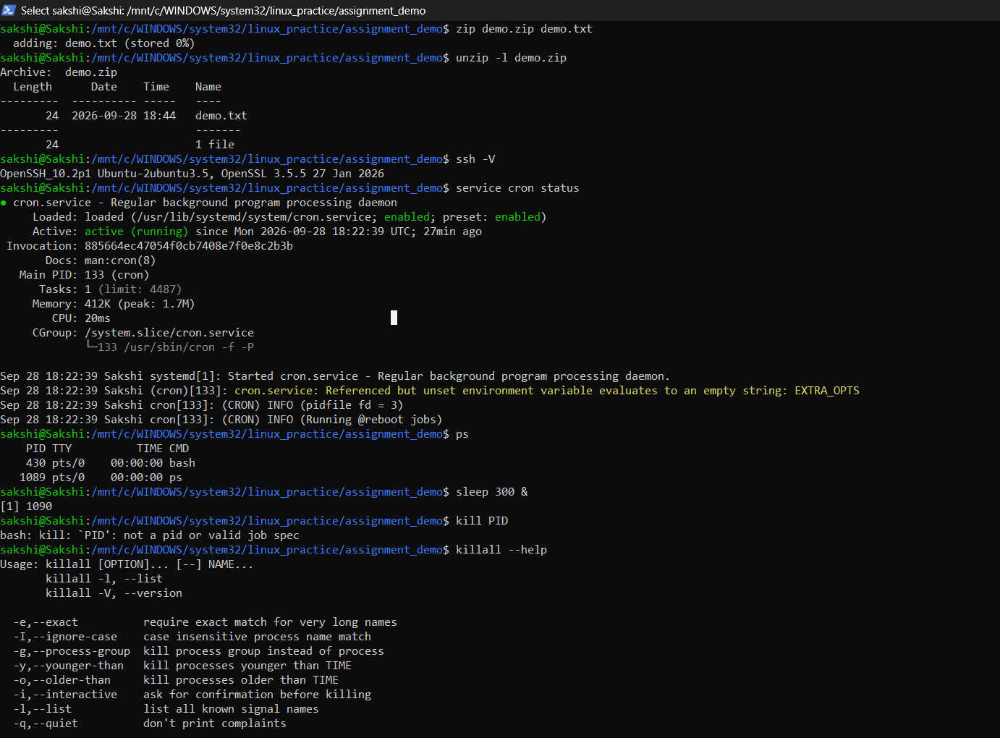 Select sakshi@Sakshi: /mnt/c/WINDOWS/system32/linux_practice/assignment_demo
sakshi@Sakshi:/mnt/c/WINDOWS/system32/linux_practice/assignment_demo$ zip demo.zip demo.txt
  adding: demo.txt (stored 0%)
sakshi@Sakshi:/mnt/c/WINDOWS/system32/linux_practice/assignment_demo$ unzip -l demo.zip
Archive:  demo.zip
  Length      Date    Time    Name
---------  ---------- -----   ----
       24  2026-09-28 18:44   demo.txt
---------                     -------
       24                     1 file
sakshi@Sakshi:/mnt/c/WINDOWS/system32/linux_practice/assignment_demo$ ssh -V
OpenSSH_10.2p1 Ubuntu-2ubuntu3.5, OpenSSL 3.5.5 27 Jan 2026
sakshi@Sakshi:/mnt/c/WINDOWS/system32/linux_practice/assignment_demo$ service cron status
● cron.service - Regular background program processing daemon
     Loaded: loaded (/usr/lib/systemd/system/cron.service; enabled; preset: enabled)
     Active: active (running) since Mon 2026-09-28 18:22:39 UTC; 27min ago
 Invocation: 885664ec47054f0cb7408e7f0e8c2b3b
       Docs: man:cron(8)
   Main PID: 133 (cron)
      Tasks: 1 (limit: 4487)
     Memory: 412K (peak: 1.7M)
        CPU: 20ms
     CGroup: /system.slice/cron.service
             └─133 /usr/sbin/cron -f -P
Sep 28 18:22:39 Sakshi systemd[1]: Started cron.service - Regular background program processing daemon.
Sep 28 18:22:39 Sakshi (cron)[133]: cron.service: Referenced but unset environment variable evaluates to an empty string: EXTRA_OPTS
Sep 28 18:22:39 Sakshi cron[133]: (CRON) INFO (pidfile fd = 3)
Sep 28 18:22:39 Sakshi cron[133]: (CRON) INFO (Running @reboot jobs)
sakshi@Sakshi:/mnt/c/WINDOWS/system32/linux_practice/assignment_demo$ ps
    PID TTY          TIME CMD
    430 pts/0    00:00:00 bash
   1089 pts/0    00:00:00 ps
sakshi@Sakshi:/mnt/c/WINDOWS/system32/linux_practice/assignment_demo$ sleep 300 &
[1] 1090
sakshi@Sakshi:/mnt/c/WINDOWS/system32/linux_practice/assignment_demo$ kill PID
bash: kill: `PID': not a pid or valid job spec
sakshi@Sakshi:/mnt/c/WINDOWS/system32/linux_practice/assignment_demo$ killall --help
Usage: killall [OPTION]... [--] NAME...
       killall -l, --list
       killall -V, --version
  -e,--exact          require exact match for very long names
  -I,--ignore-case    case insensitive process name match
  -g,--process-group  kill process group instead of process
  -y,--younger-than   kill processes younger than TIME
  -o,--older-than     kill processes older than TIME
  -i,--interactive    ask for confirmation before killing
  -l,--list           list all known signal names
  -q,--quiet          don't print complaints